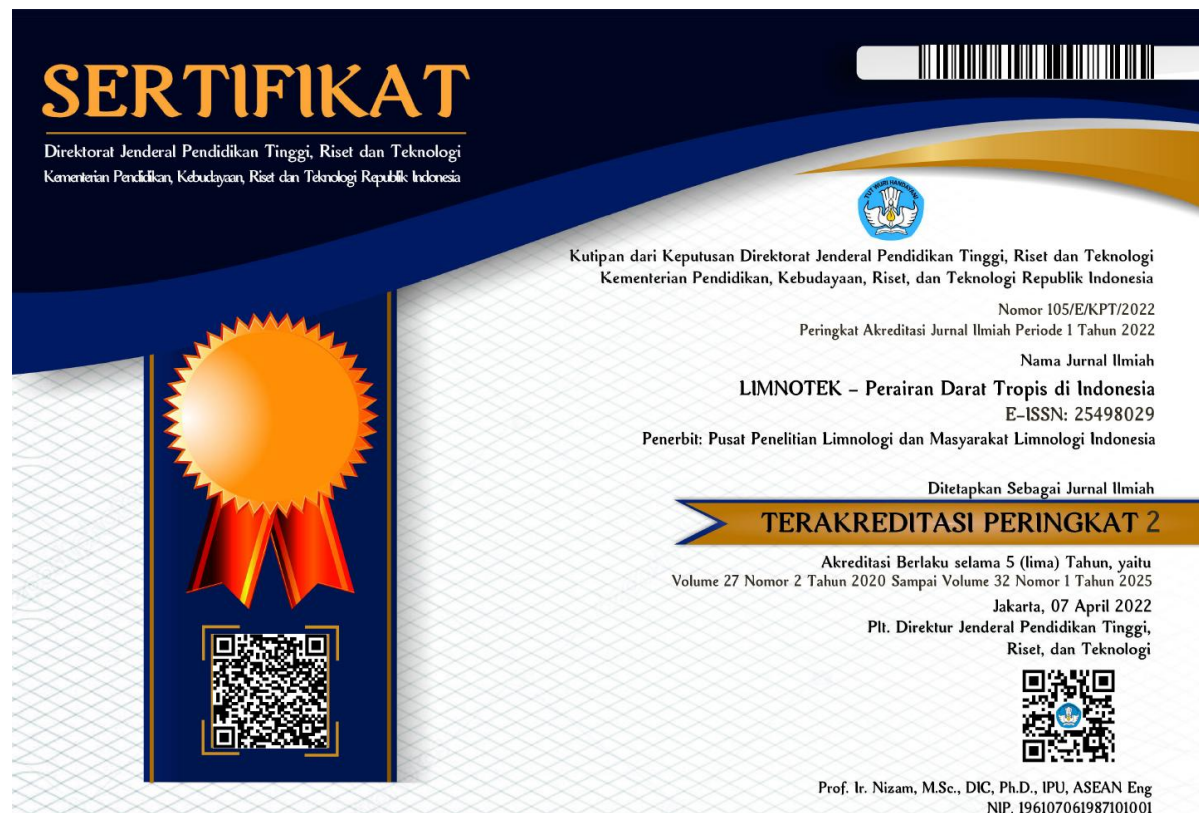 SERTIFIKAT
Direktorat Jenderal Pendidikan Tinggi, Riset dan Teknologi
Kementerian Pendidikan, Kebudayaan, Riset dan Teknologi Republik Indonesia
TUT WURI HANDAYANI
Kutipan dari Keputusan Direktorat Jenderal Pendidikan Tinggi, Riset dan Teknologi
Kementerian Pendidikan, Kebudayaan, Riset, dan Teknologi Republik Indonesia
Nomor 105/E/KPT/2022
Peringkat Akreditasi Jurnal Ilmiah Periode 1 Tahun 2022
Nama Jurnal Ilmiah
LIMNOTEK – Perairan Darat Tropis di Indonesia
E-ISSN: 25498029
Penerbit: Pusat Penelitian Limnologi dan Masyarakat Limnologi Indonesia
Ditetapkan Sebagai Jurnal Ilmiah
TERAKREDITASI PERINGKAT 2
Akreditasi Berlaku selama 5 (lima) Tahun, yaitu
Volume 27 Nomor 2 Tahun 2020 Sampai Volume 32 Nomor 1 Tahun 2025
Jakarta, 07 April 2022
Plt. Direktur Jenderal Pendidikan Tinggi,
Riset, dan Teknologi
Prof. Ir. Nizam, M.Sc., DIC, Ph.D., IPU, ASEAN Eng
NIP. 196107061987101001